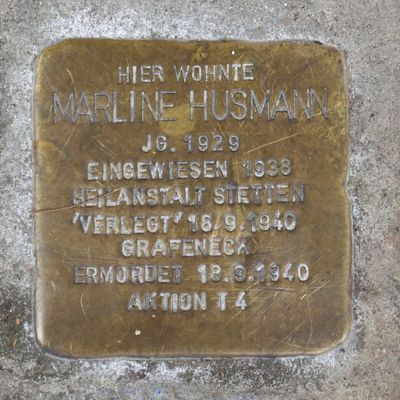 HIER WOHNTE
MARLINE HUSMANN
JG. 1929
EINGEWIESEN 1938
HEILANSTALT STETTEN
'VERLEGT' 18.9.1940
GRAFENECK
ERMORDET 18.9.1940
AKTION T4